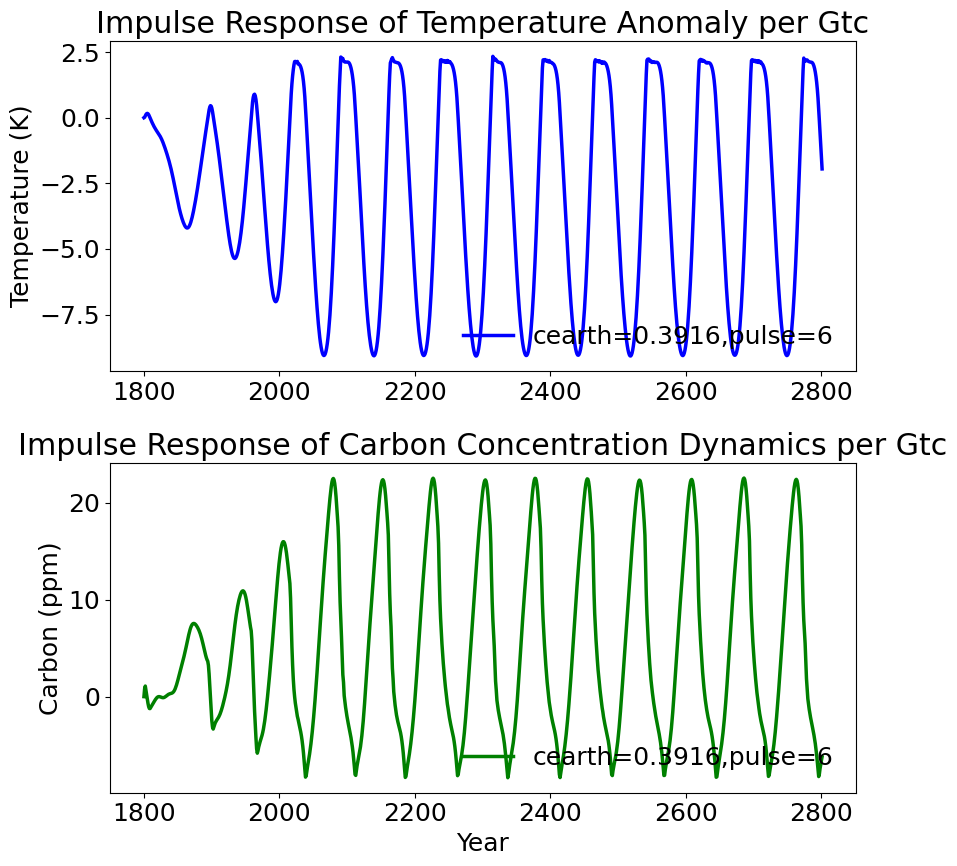 Impulse Response of Temperature Anomaly per Gtc
Temperature (K)
2.5
0.0
−2.5
−5.0
−7.5
cearth=0.3916,pulse=6
1800 2000 2200 2400 2600 2800
Impulse Response of Carbon Concentration Dynamics per Gtc
Carbon (ppm)
20
10
0
cearth=0.3916,pulse=6
1800 2000 2200 2400 2600 2800
Year